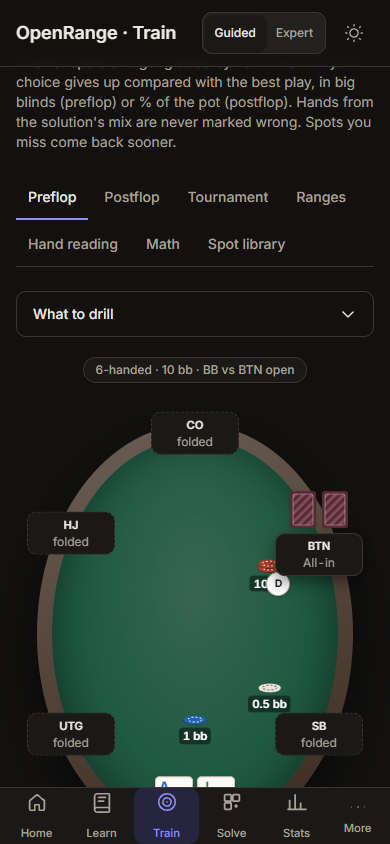 OpenRange · Train
Guided
Expert
choice gives up compared with the best play, in big
blinds (preflop) or % of the pot (postflop). Hands from
the solution's mix are never marked wrong. Spots you
miss come back sooner.
Preflop
Postflop
Tournament
Ranges
Hand reading
Math
Spot library
What to drill
6-handed · 10 bb · BB vs BTN open
CO
folded
HJ
folded
BTN
All-in
10
D
0.5 bb
UTG
folded
1 bb
SB
folded
Home
Learn
Train
Solve
Stats
More